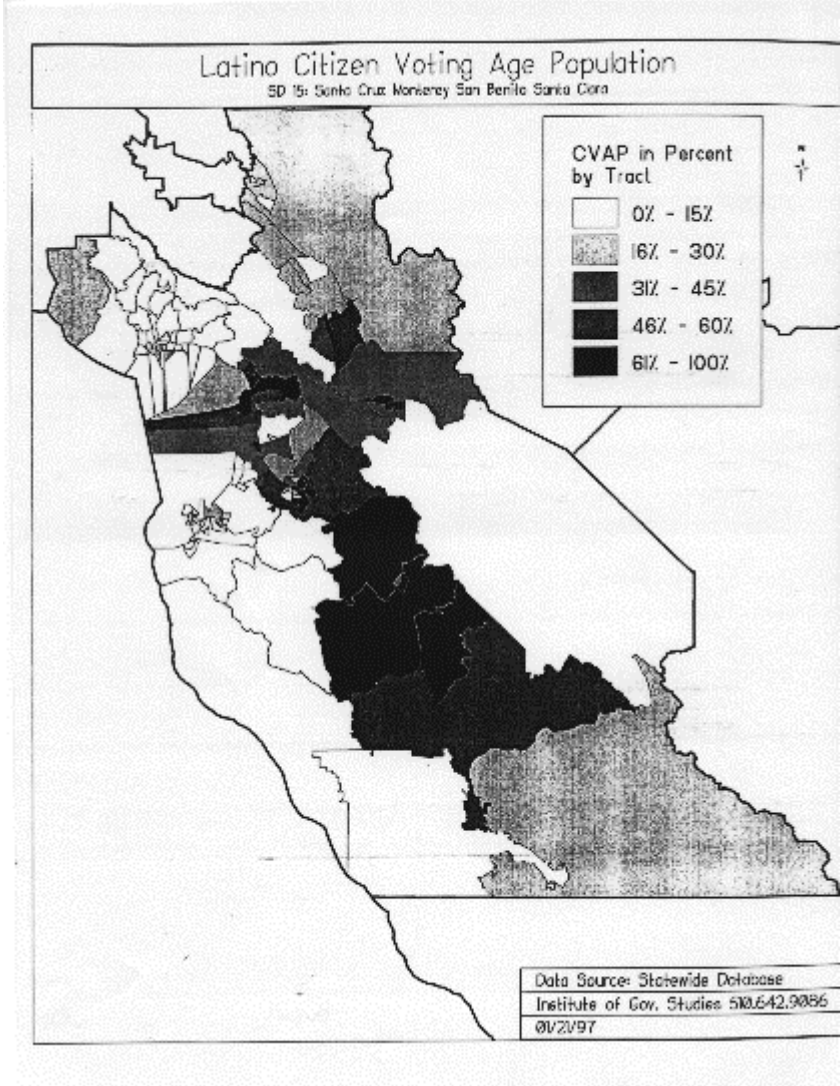 Latino Citizen Voting Age Population
SD 15: Santa Cruz Monterey San Benito Santa Clara
CVAP in Percent
by Tract
0% - 15%
16% - 30%
31% - 45%
46% - 60%
61% - 100%
N
Data Source: Statewide Database
Institute of Gov. Studies 510.642.9086
01/21/97